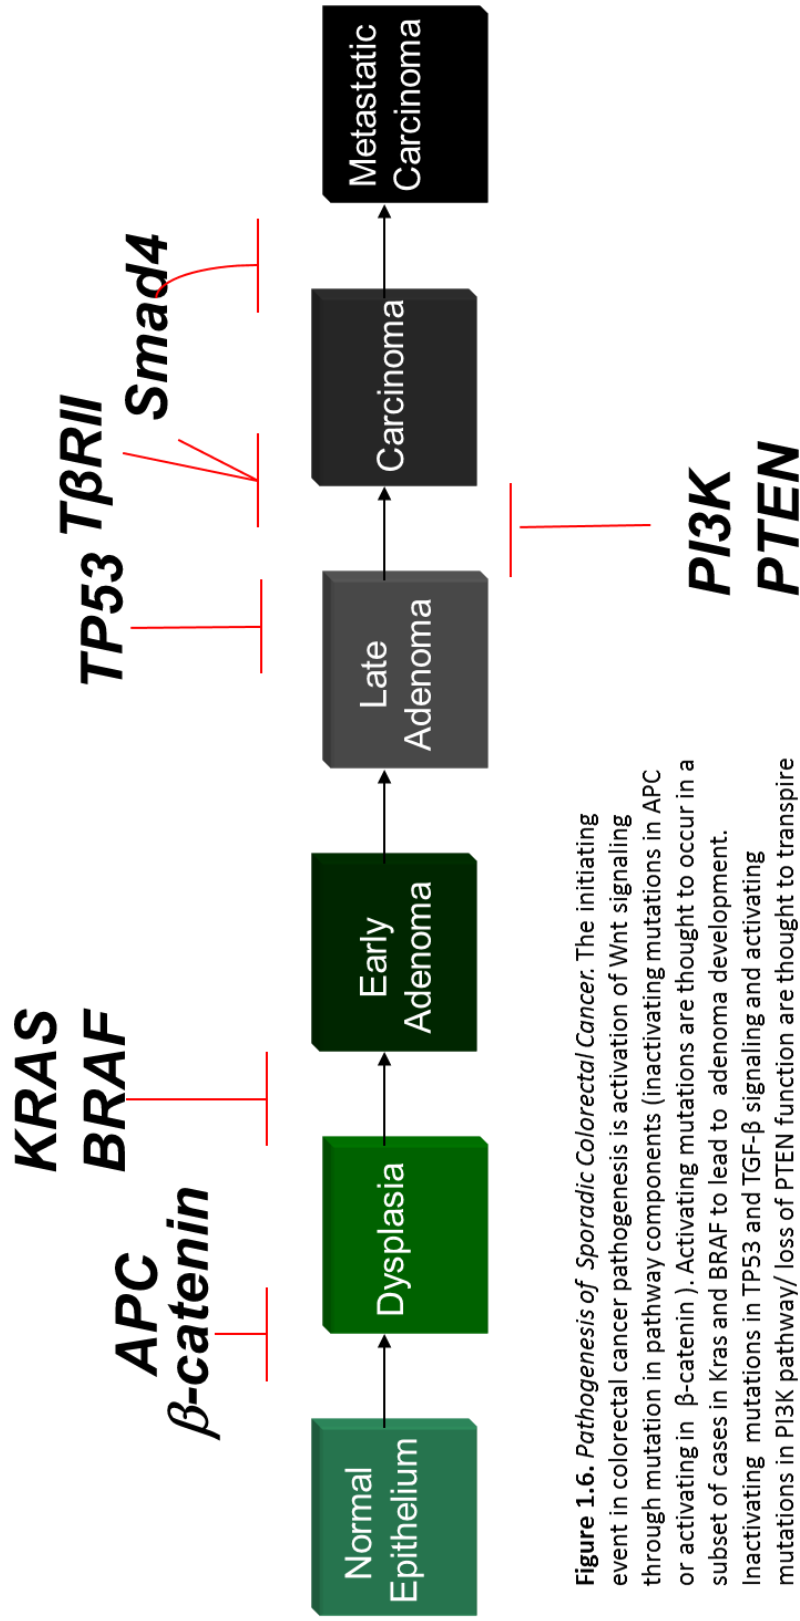 KRAS
BRAF
APC
β-catenin
TP53
TβRII
Smad4
Normal
Epithelium
Dysplasia
Early
Adenoma
Late
Adenoma
Carcinoma
Metastatic
Carcinoma
PI3K
PTEN
Figure 1.6. Pathogenesis of Sporadic Colorectal Cancer. The initiating
event in colorectal cancer pathogenesis is activation of Wnt signaling
through mutation in pathway components (inactivating mutations in APC
or activating in β-catenin ). Activating mutations are thought to occur in a
subset of cases in Kras and BRAF to lead to adenoma development.
Inactivating mutations in TP53 and TGF-β signaling and activating
mutations in PI3K pathway/ loss of PTEN function are thought to transpire